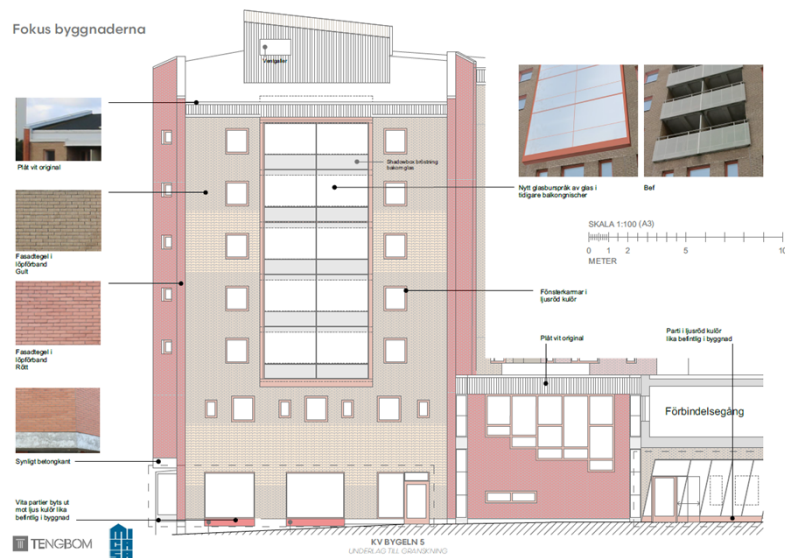 Fokus byggnaderna
Plåt vit original
Fasadtegel i
löpförband
Gult
Fasadtegel i
löpförband
Rött
Synligt betongkant
Vita partier byts ut
mot ljus kulör lika
befintlig i byggnad
TENGBOM
MICASA
Shadowbox bröstning
bakom glas
Nytt glasburspråk av glas i
tidigare balkongnischer
Bef
SKALA 1:100 (A3)
0 1 2 5 10
METER
Fönsterkarmar i
ljusröd kulör
Plåt vit original
Parti i ljusröd kulör
lika befintlig i byggnad
Förbindelsegång
KV BYGELN 5
UNDERLAG TILL GRANSKNING